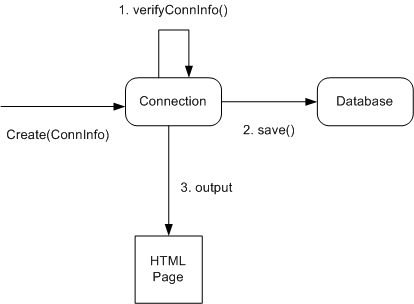 1. verifyConnInfo()
Connection
Database
Create(ConnInfo)
2. save()
3. output
HTML
Page